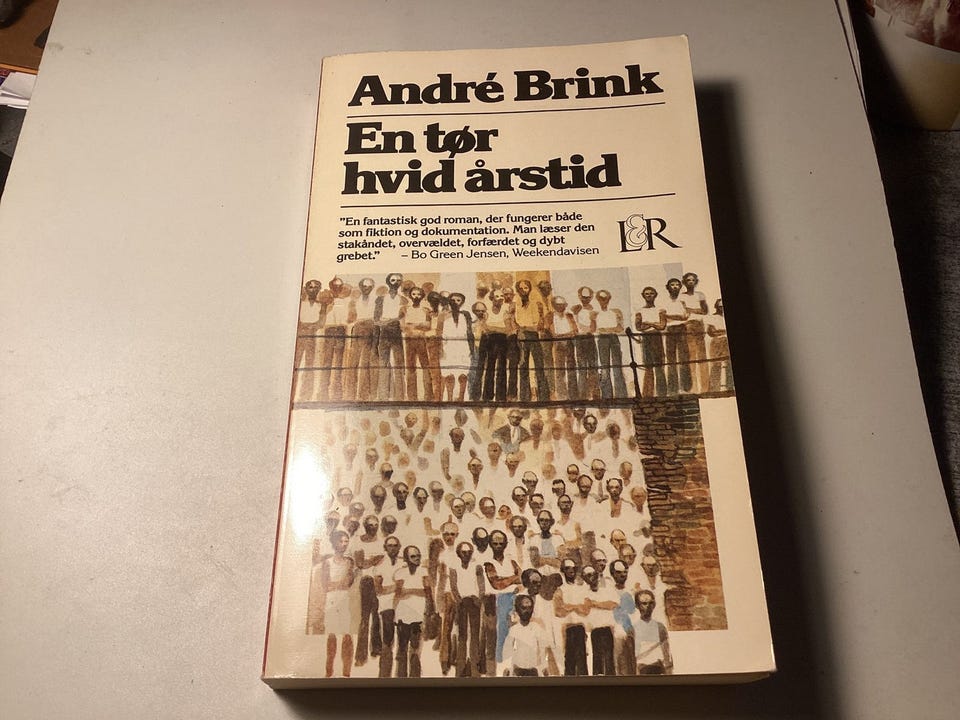 André Brink
En tør
hvid årstid
"En fantastisk god roman, der fungerer både
som fiktion og dokumentation. Man læser den
stakåndet, overvældet, forfærdet og dybt
grebet." – Bo Green Jensen, Weekendavisen
L&R